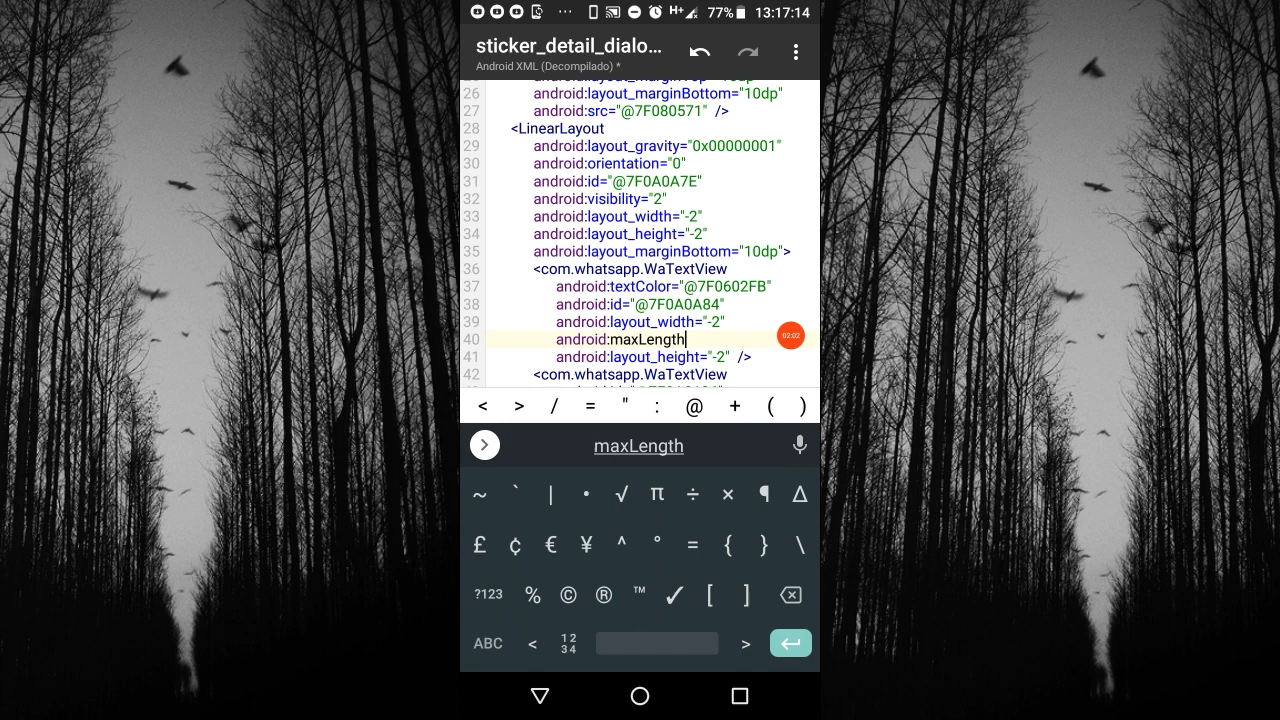 H+ 77% 13:17:14
sticker_detail_dialo...
Android XML (Decompilado) *
26 android:layout_marginBottom="10dp"
27 android:src="@7F080571" />
28 <LinearLayout
29 android:layout_gravity="0x00000001"
30 android:orientation="0"
31 android:id="@7F0A0A7E"
32 android:visibility="2"
33 android:layout_width="-2"
34 android:layout_height="-2"
35 android:layout_marginBottom="10dp">
36 <com.whatsapp.WaTextView
37 android:textColor="@7F0602FB"
38 android:id="@7F0A0A84"
39 android:layout_width="-2"
40 android:maxLength
02:02
41 android:layout_height="-2" />
42 <com.whatsapp.WaTextView
< > / = " : @ + ( )
maxLength
~ ` | • √ π ÷ × ¶ ∆
£ ¢ € ¥ ^ ° = { } \
?123 % © ® ™ ✓ [ ]
ABC < 12 34 >